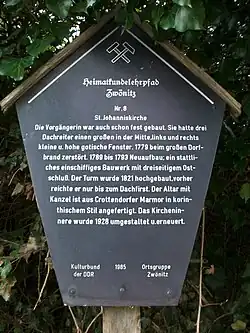 Heimatkundelehrpfad
Zwönitz
Nr. 8
St. Johanniskirche
Die Vorgängerin war auch schon fest gebaut. Sie hatte drei
Dachreiter einen großen in der Mitte, links und rechts
kleine u. hohe gotische Fenster. 1779 beim großen Dorf-
brand zerstört. 1789 bis 1793 Neuaufbau: ein statt-
liches einschiffiges Bauwerk mit dreiseitigem Ost-
schluß. Der Turm wurde 1821 hochgebaut, vorher
reichte er nur bis zum Dachfirst. Der Altar mit
Kanzel ist aus Crottendorfer Marmor in korin-
thischem Stil angefertigt. Das Kirchenin-
nere wurde 1928 umgestaltet u. erneuert.
Kulturbund 1985 Ortsgruppe
der DDR Zwönitz